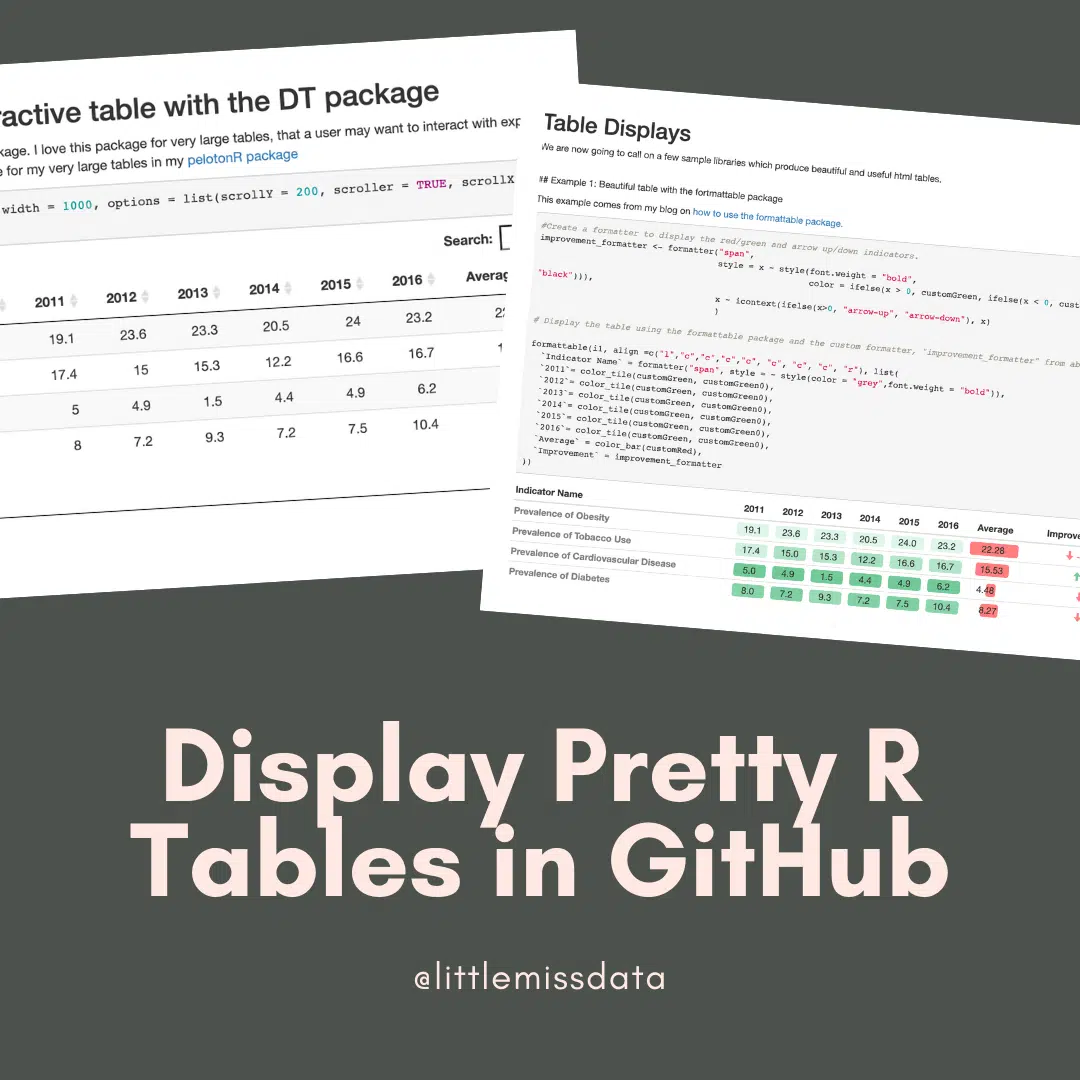 ractive table with the DT package
kage. I love this package for very large tables, that a user may want to interact with exp
e for my very large tables in my pelotonR package
width = 1000, options = list(scrollY = 200, scroller = TRUE, scrollX
Search:
2011 2012 2013 2014 2015 2016 Averag
19.1 23.6 23.3 20.5 24 23.2
17.4 15 15.3 12.2 16.6 16.7
5 4.9 1.5 4.4 4.9 6.2
8 7.2 9.3 7.2 7.5 10.4
Table Displays
We are now going to call on a few sample libraries which produce beautiful and useful html tables.
## Example 1: Beautiful table with the fortmattable package
This example comes from my blog on how to use the formattable package.
#Create a formatter to display the red/green and arrow up/down indicators.
improvement_formatter <- formatter("span",
style = x ~ style(font.weight = "bold",
color = ifelse(x > 0, customGreen, ifelse(x < 0, cust
"black"))),
x ~ icontext(ifelse(x>0, "arrow-up", "arrow-down"), x)
)
# Display the table using the formattable package and the custom formatter, "improvement_formatter" from ab
formattable(i1, align =c("l","c","c","c","c", "c", "c", "c", "r"), list(
`Indicator Name` = formatter("span", style = ~ style(color = "grey",font.weight = "bold")),
`2011`= color_tile(customGreen, customGreen0),
`2012`= color_tile(customGreen, customGreen0),
`2013`= color_tile(customGreen, customGreen0),
`2014`= color_tile(customGreen, customGreen0),
`2015`= color_tile(customGreen, customGreen0),
`2016`= color_tile(customGreen, customGreen0),
`Average` = color_bar(customRed),
`Improvement` = improvement_formatter
))
Indicator Name 2011 2012 2013 2014 2015 2016 Average Improve
Prevalence of Obesity 19.1 23.6 23.3 20.5 24.0 23.2 22.28
Prevalence of Tobacco Use 17.4 15.0 15.3 12.2 16.6 16.7 15.53
Prevalence of Cardiovascular Disease 5.0 4.9 1.5 4.4 4.9 6.2 4.48
Prevalence of Diabetes 8.0 7.2 9.3 7.2 7.5 10.4 8.27
Display Pretty R
Tables in GitHub
@littlemissdata